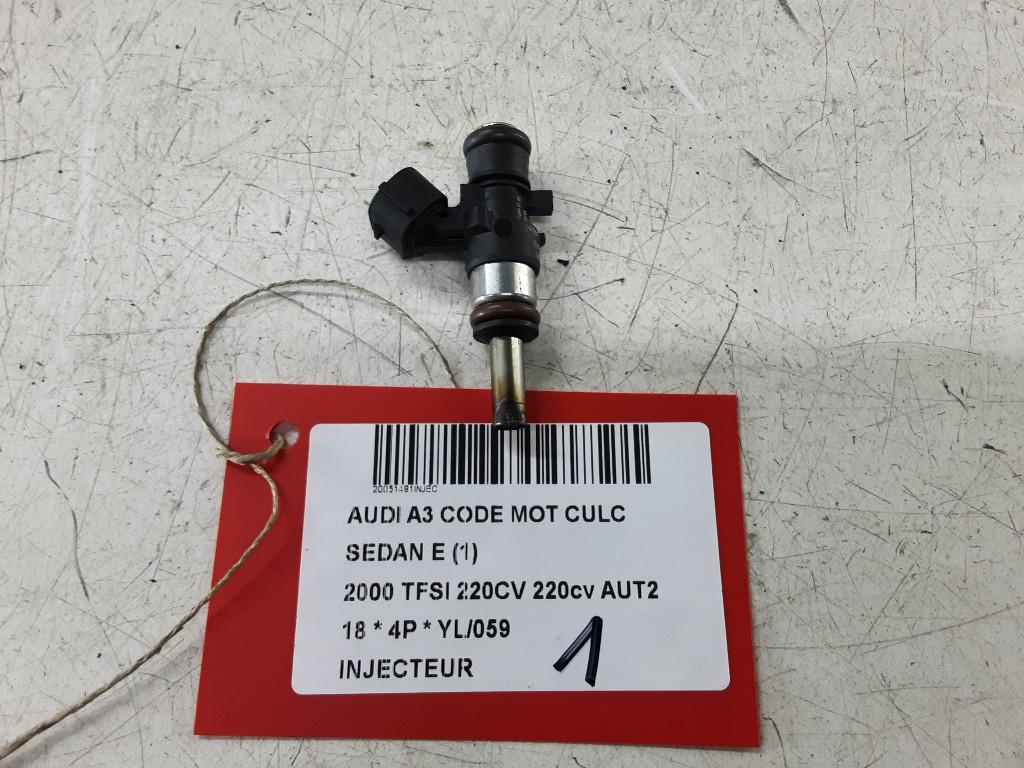 20051491INJEC
AUDI A3 CODE MOT CULC
SEDAN E (1)
2000 TFSI 220CV 220cv AUT2
18 * 4P * YL/059
INJECTEUR
1